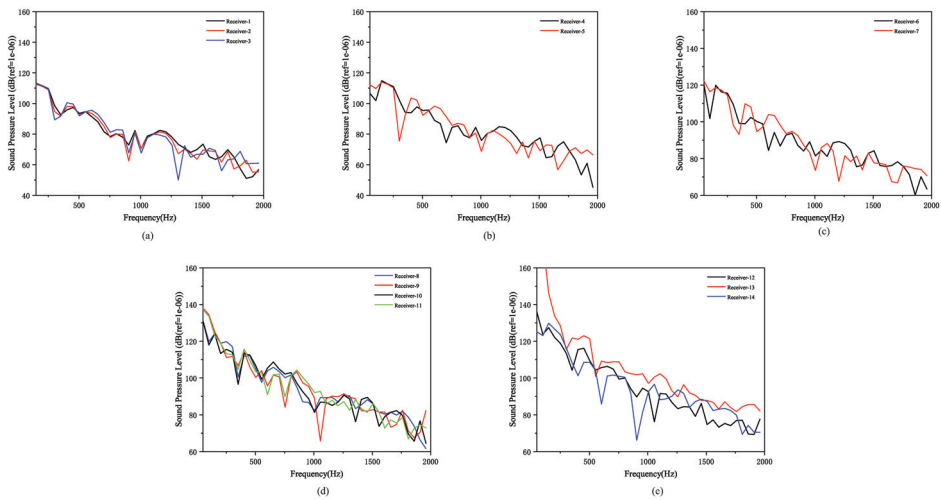 160
140
120
100
80
60
40
Sound Pressure Level (dB(ref=1e-06))
Receiver-1
Receiver-2
Receiver-3
500
1000
1500
2000
Frequency(Hz)
(a)
160
140
120
100
80
60
40
Sound Pressure Level (dB(ref=1e-06))
Receiver-4
Receiver-5
500
1000
1500
2000
Frequency(Hz)
(b)
160
140
120
100
80
60
Sound Pressure Level (dB(ref=1e-06))
Receiver-6
Receiver-7
500
1000
1500
2000
Frequency(Hz)
(c)
160
140
120
100
80
60
Sound Pressure Level (dB(ref=1e-06))
Receiver-8
Receiver-9
Receiver-10
Receiver-11
500
1000
1500
2000
Frequency(Hz)
(d)
160
140
120
100
80
60
Sound Pressure Level (dB(ref=1e-06))
Receiver-12
Receiver-13
Receiver-14
500
1000
1500
2000
Frequency(Hz)
(e)